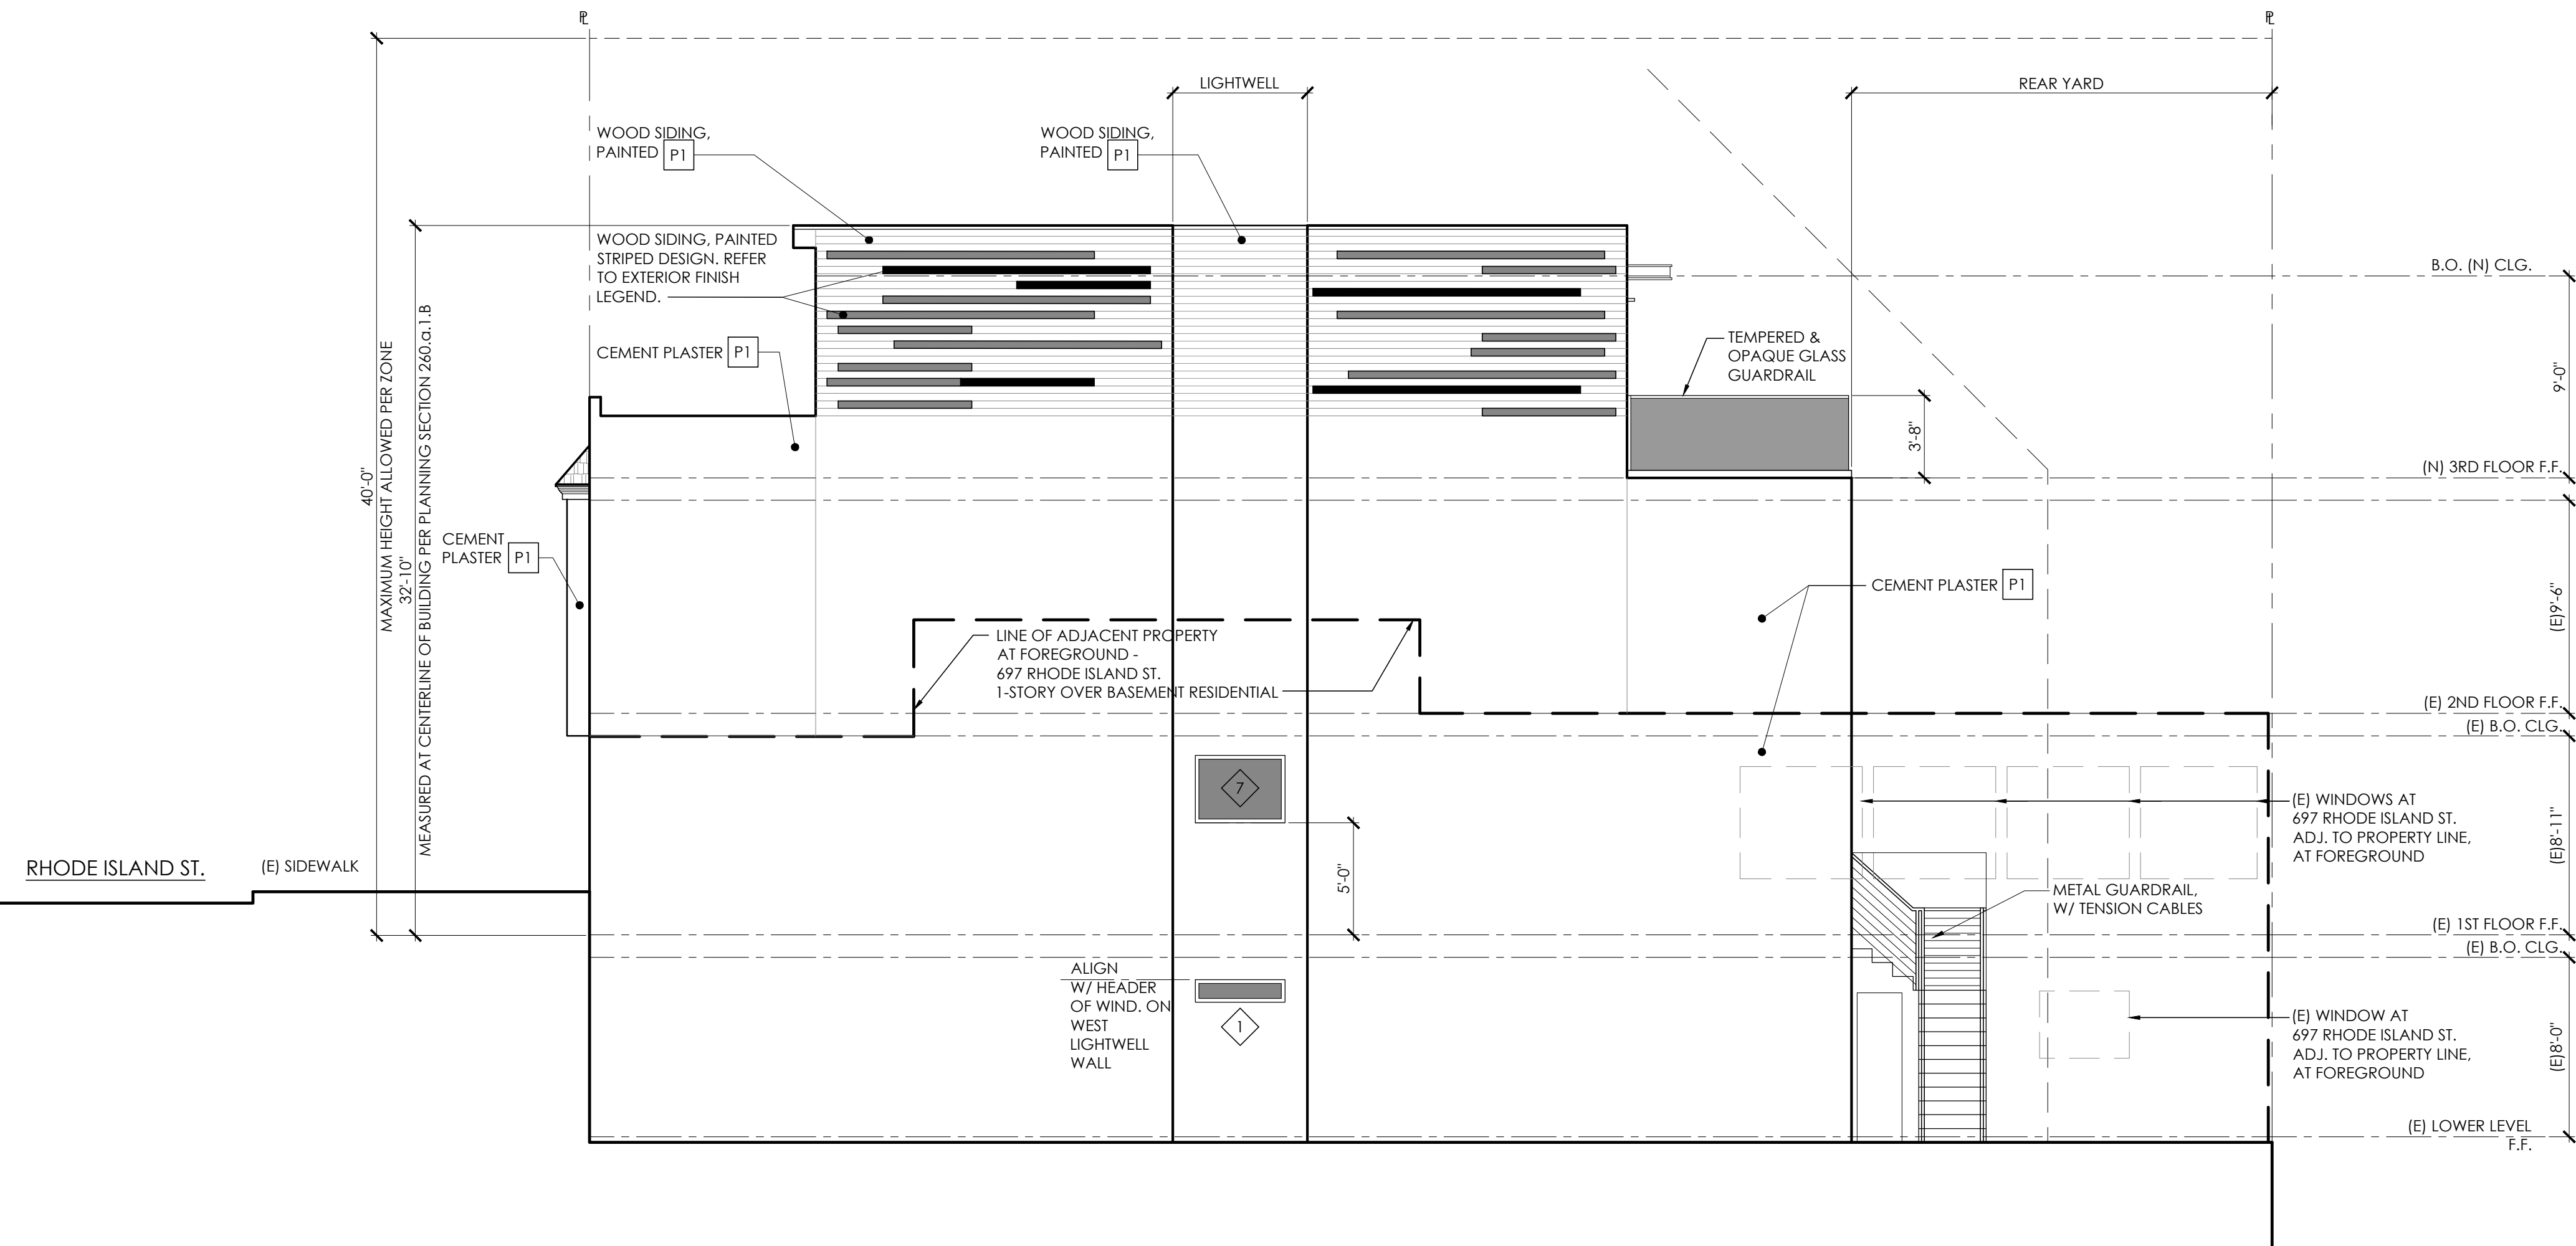 ℄
℄
LIGHTWELL
REAR YARD
WOOD SIDING,
PAINTED P1
WOOD SIDING,
PAINTED P1
WOOD SIDING, PAINTED
STRIPED DESIGN. REFER
TO EXTERIOR FINISH
LEGEND.
B.O. (N) CLG.
CEMENT PLASTER P1
TEMPERED &
OPAQUE GLASS
GUARDRAIL
9'-0"
3'-8"
(N) 3RD FLOOR F.F.
40'-0"
MAXIMUM HEIGHT ALLOWED PER ZONE
32'-10"
MEASURED AT CENTERLINE OF BUILDING PER PLANNING SECTION 260.a.1.B
CEMENT
PLASTER P1
CEMENT PLASTER P1
(E)9'-6"
LINE OF ADJACENT PROPERTY
AT FOREGROUND -
697 RHODE ISLAND ST.
1-STORY OVER BASEMENT RESIDENTIAL
(E) 2ND FLOOR F.F.
(E) B.O. CLG.
7
(E) WINDOWS AT
697 RHODE ISLAND ST.
ADJ. TO PROPERTY LINE,
AT FOREGROUND
(E)8'-11"
RHODE ISLAND ST.
(E) SIDEWALK
5'-0"
METAL GUARDRAIL,
W/ TENSION CABLES
(E) 1ST FLOOR F.F.
(E) B.O. CLG.
ALIGN
W/ HEADER
OF WIND. ON
WEST
LIGHTWELL
WALL
1
(E) WINDOW AT
697 RHODE ISLAND ST.
ADJ. TO PROPERTY LINE,
AT FOREGROUND
(E)8'-0"
(E) LOWER LEVEL
F.F.